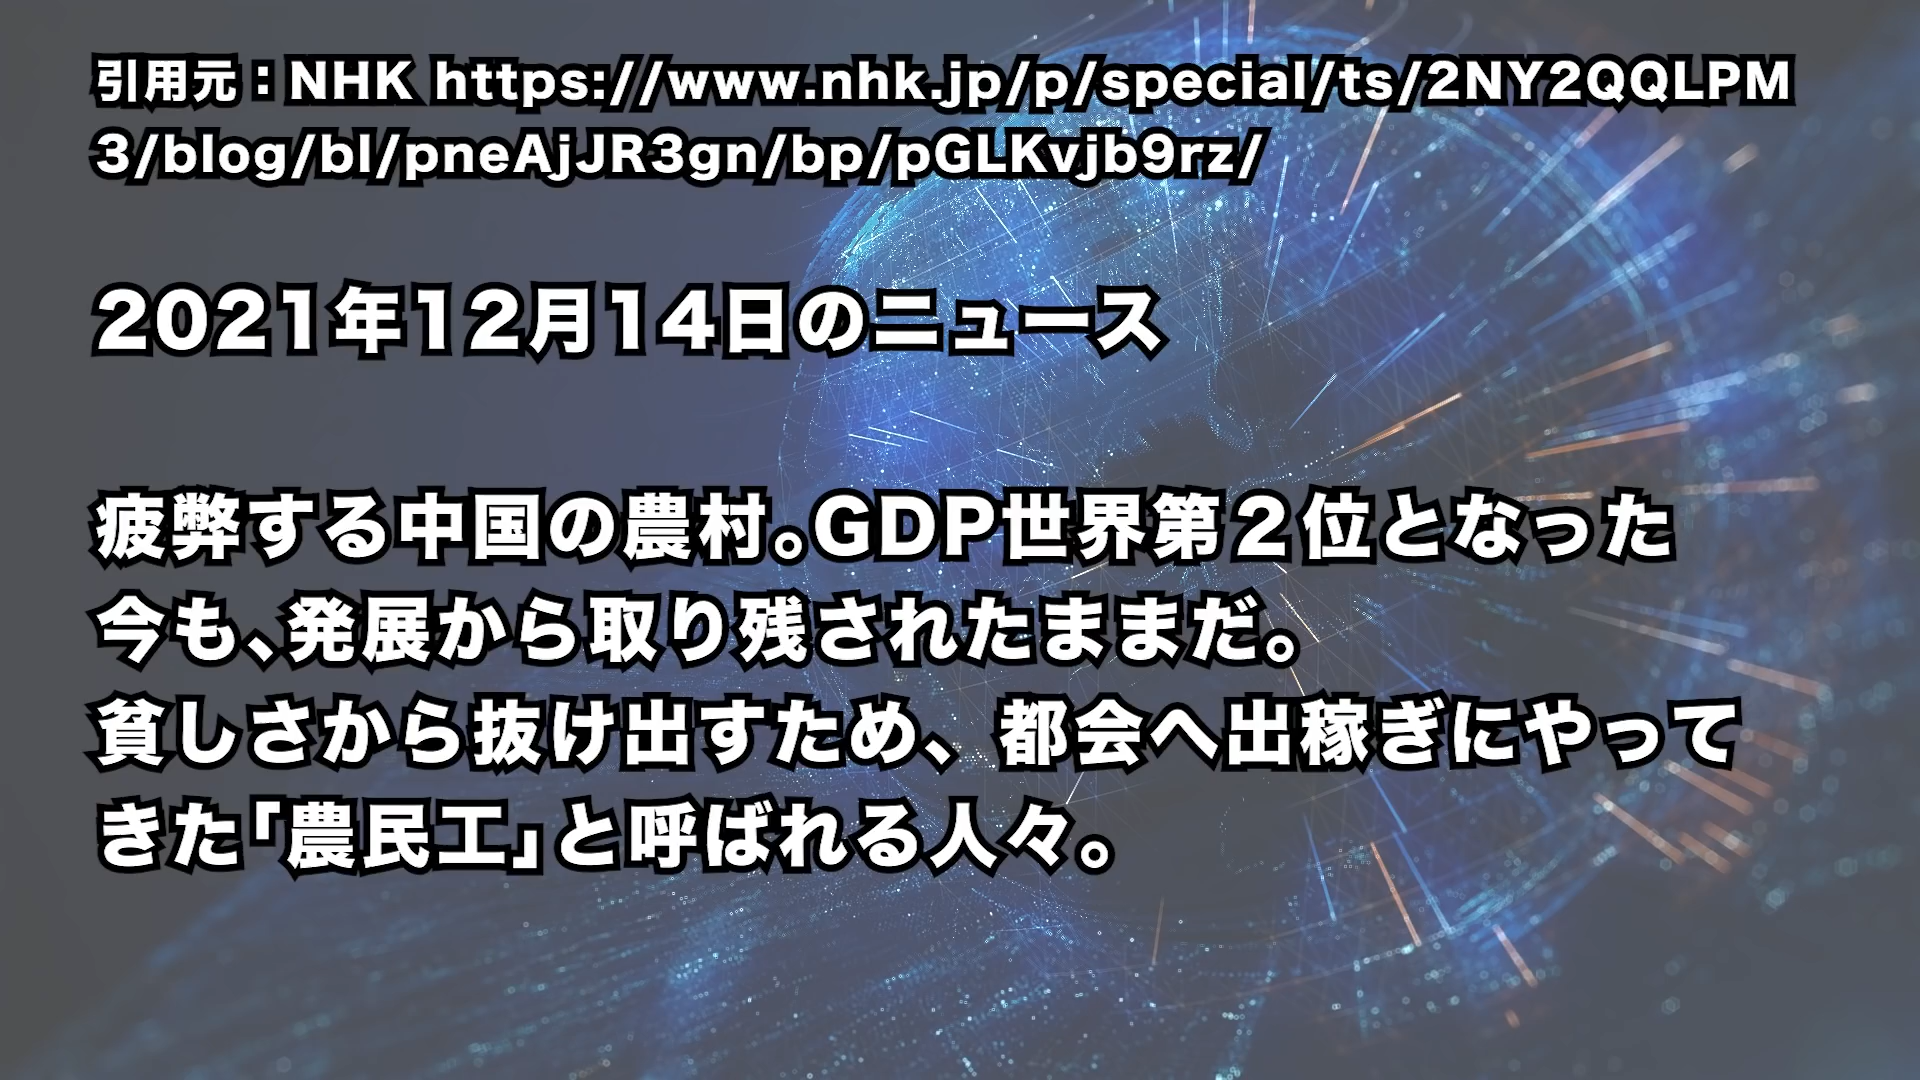 引用元：NHK https://www.nhk.jp/p/special/ts/2NY2QQLPM
3/blog/bl/pneAjJR3gn/bp/pGLKvjb9rz/
2021年12月14日のニュース
疲弊する中国の農村。GDP世界第２位となった
今も、発展から取り残されたままだ。
貧しさから抜け出すため、都会へ出稼ぎにやって
きた「農民工」と呼ばれる人々。